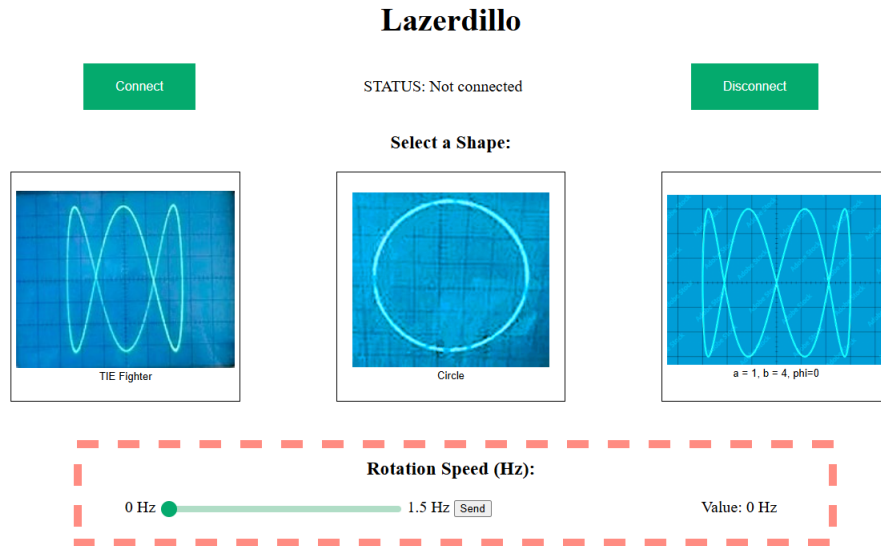 Lazerdillo
Connect
STATUS: Not connected
Disconnect
Select a Shape:
TIE Fighter
Circle
a = 1, b = 4, phi=0
Rotation Speed (Hz):
0 Hz 1.5 Hz Send
Value: 0 Hz